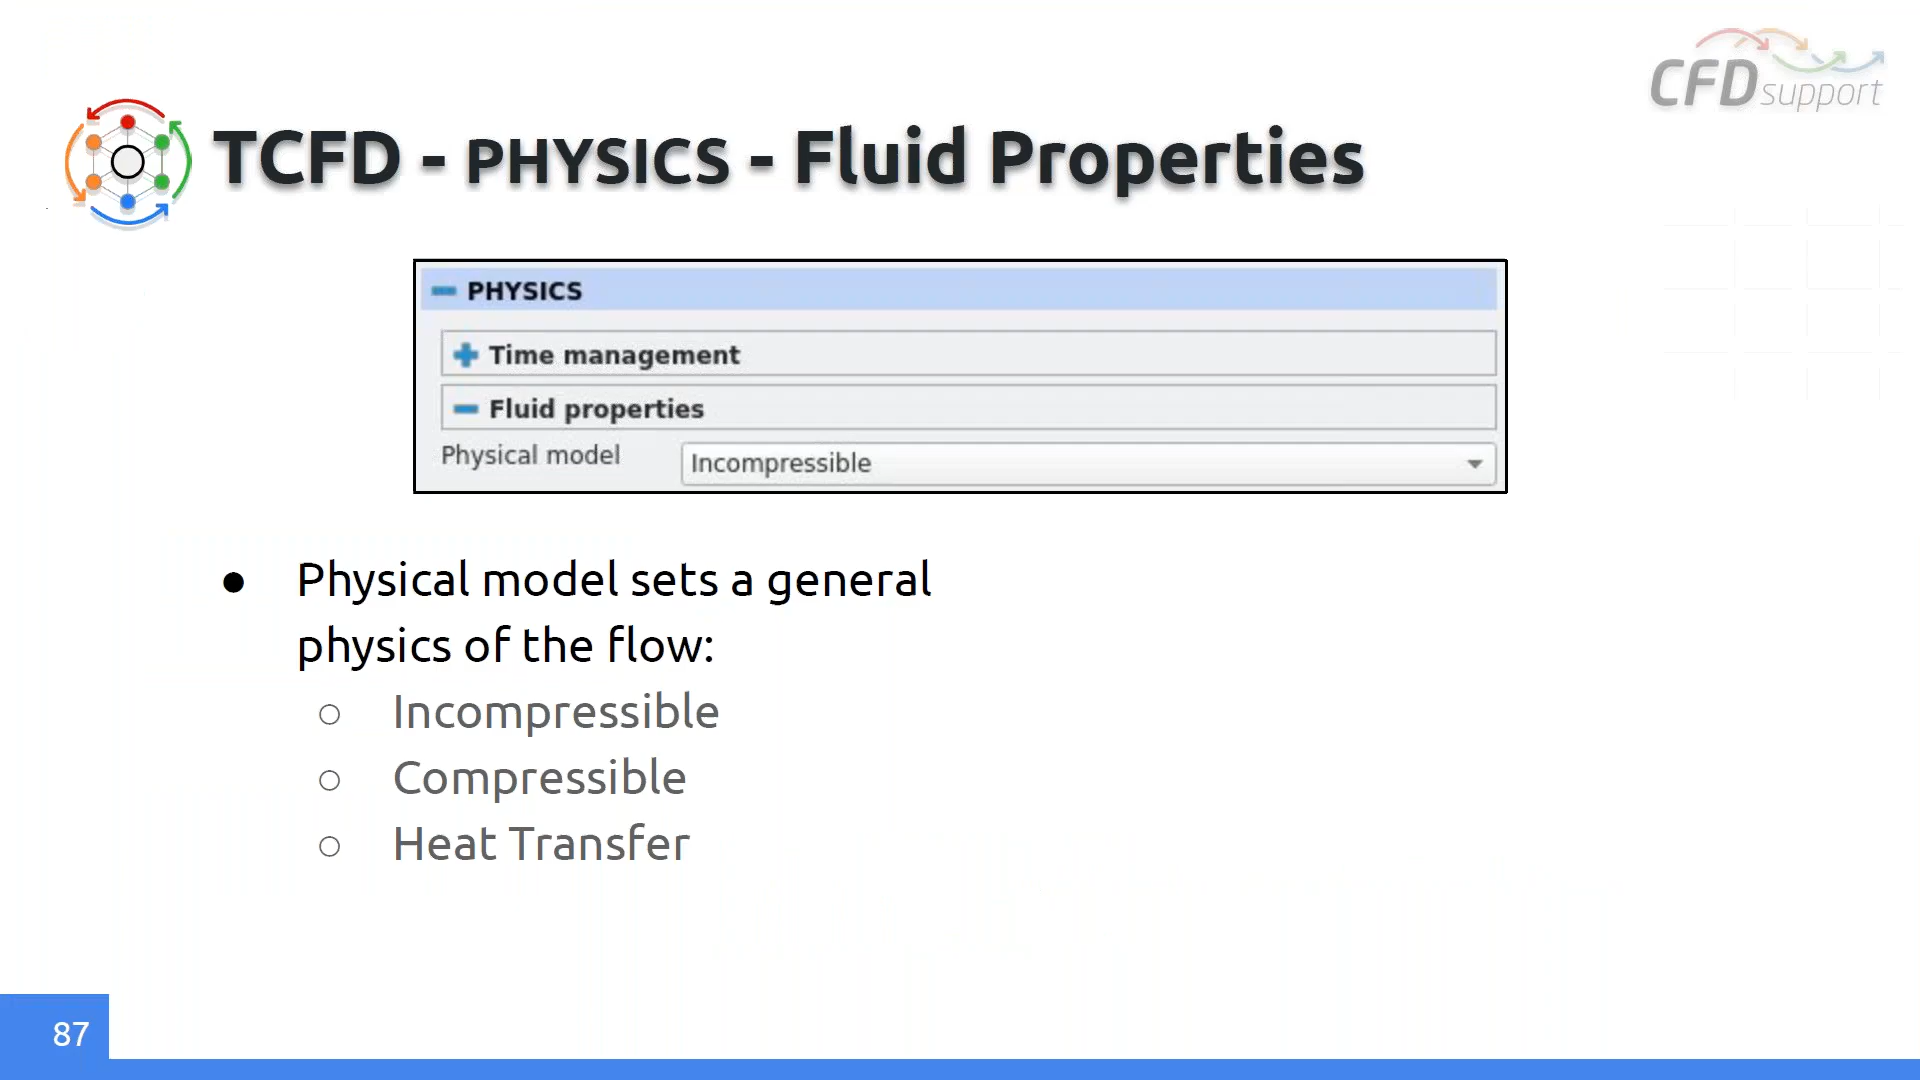 CFDsupport
TCFD - PHYSICS - Fluid Properties
PHYSICS
Time management
Fluid properties
Physical model
Incompressible
● Physical model sets a general
physics of the flow:
○ Incompressible
○ Compressible
○ Heat Transfer
87